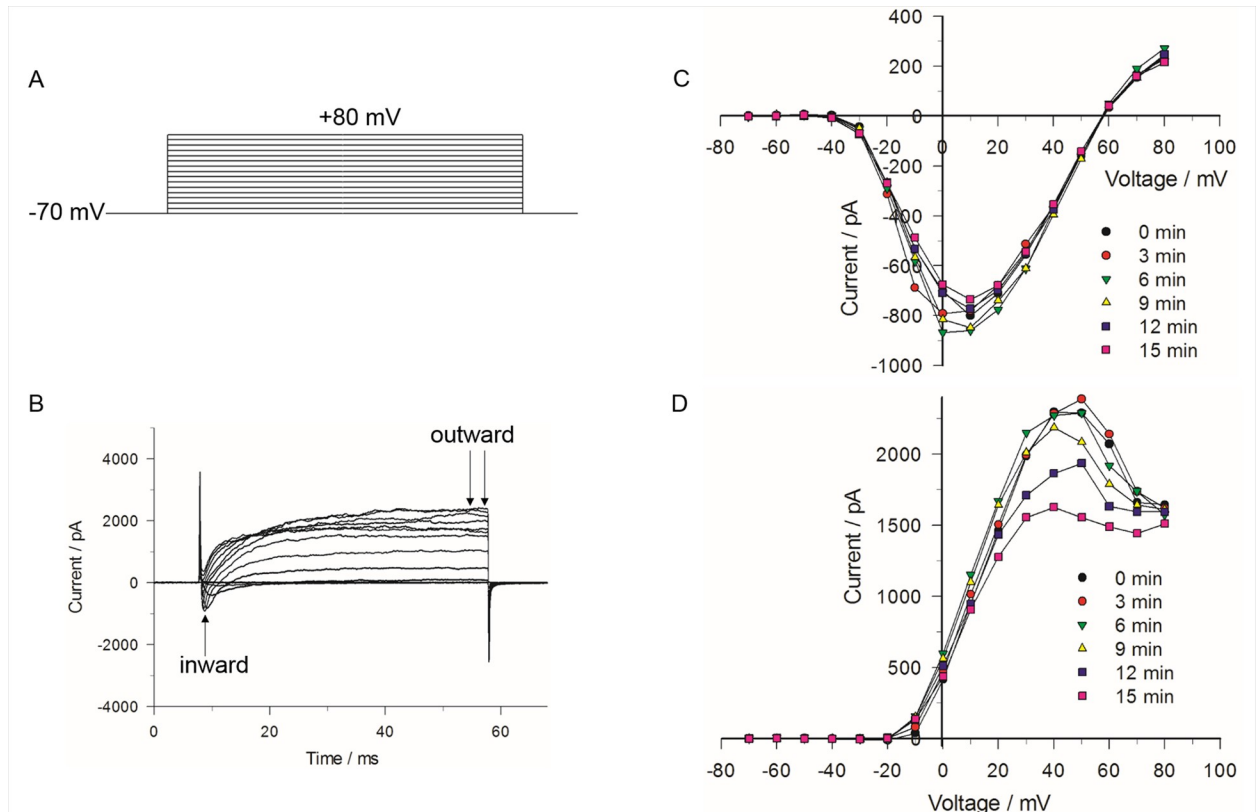 A
+80 mV
-70 mV
B
4000
2000
0
-2000
-4000
Current / pA
outward
inward
0
20
40
60
Time / ms
C
400
200
0
-200
-400
-600
-800
-1000
Current / pA
-80
-60
-40
-20
0
20
40
60
80
100
Voltage / mV
0 min
3 min
6 min
9 min
12 min
15 min
0
D
2000
1500
1000
500
Current / pA
0 min
3 min
6 min
9 min
12 min
15 min
0
-80
-60
-40
-20
0
20
40
60
80
100
Voltage / mV